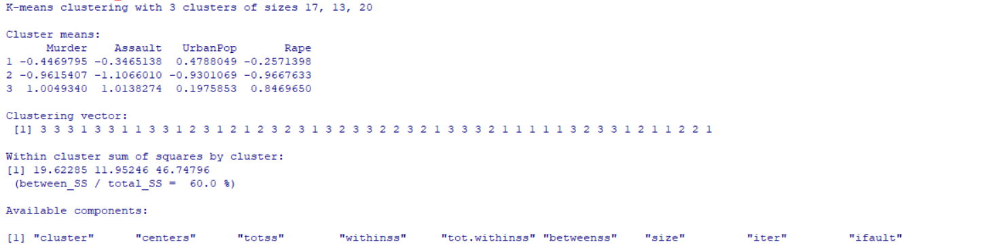 K-means clustering with 3 clusters of sizes 17, 13, 20
Cluster means:
      Murder    Assault   UrbanPop       Rape
1 -0.4469795 -0.3465138  0.4788049 -0.2571398
2 -0.9615407 -1.1066010 -0.9301069 -0.9667633
3  1.0049340  1.0138274  0.1975853  0.8469650
Clustering vector:
 [1] 3 3 3 1 3 3 1 1 3 3 1 2 3 1 2 1 2 3 2 3 1 3 2 3 3 2 2 3 2 1 3 3 3 2 1 1 1 1 1 3 2 3 3 1 2 1 1 2 2 1
Within cluster sum of squares by cluster:
[1] 19.62285 11.95246 46.74796
 (between_SS / total_SS =  60.0 %)
Available components:
[1] "cluster"      "centers"      "totss"        "withinss"     "tot.withinss" "betweenss"    "size"         "iter"         "ifault"